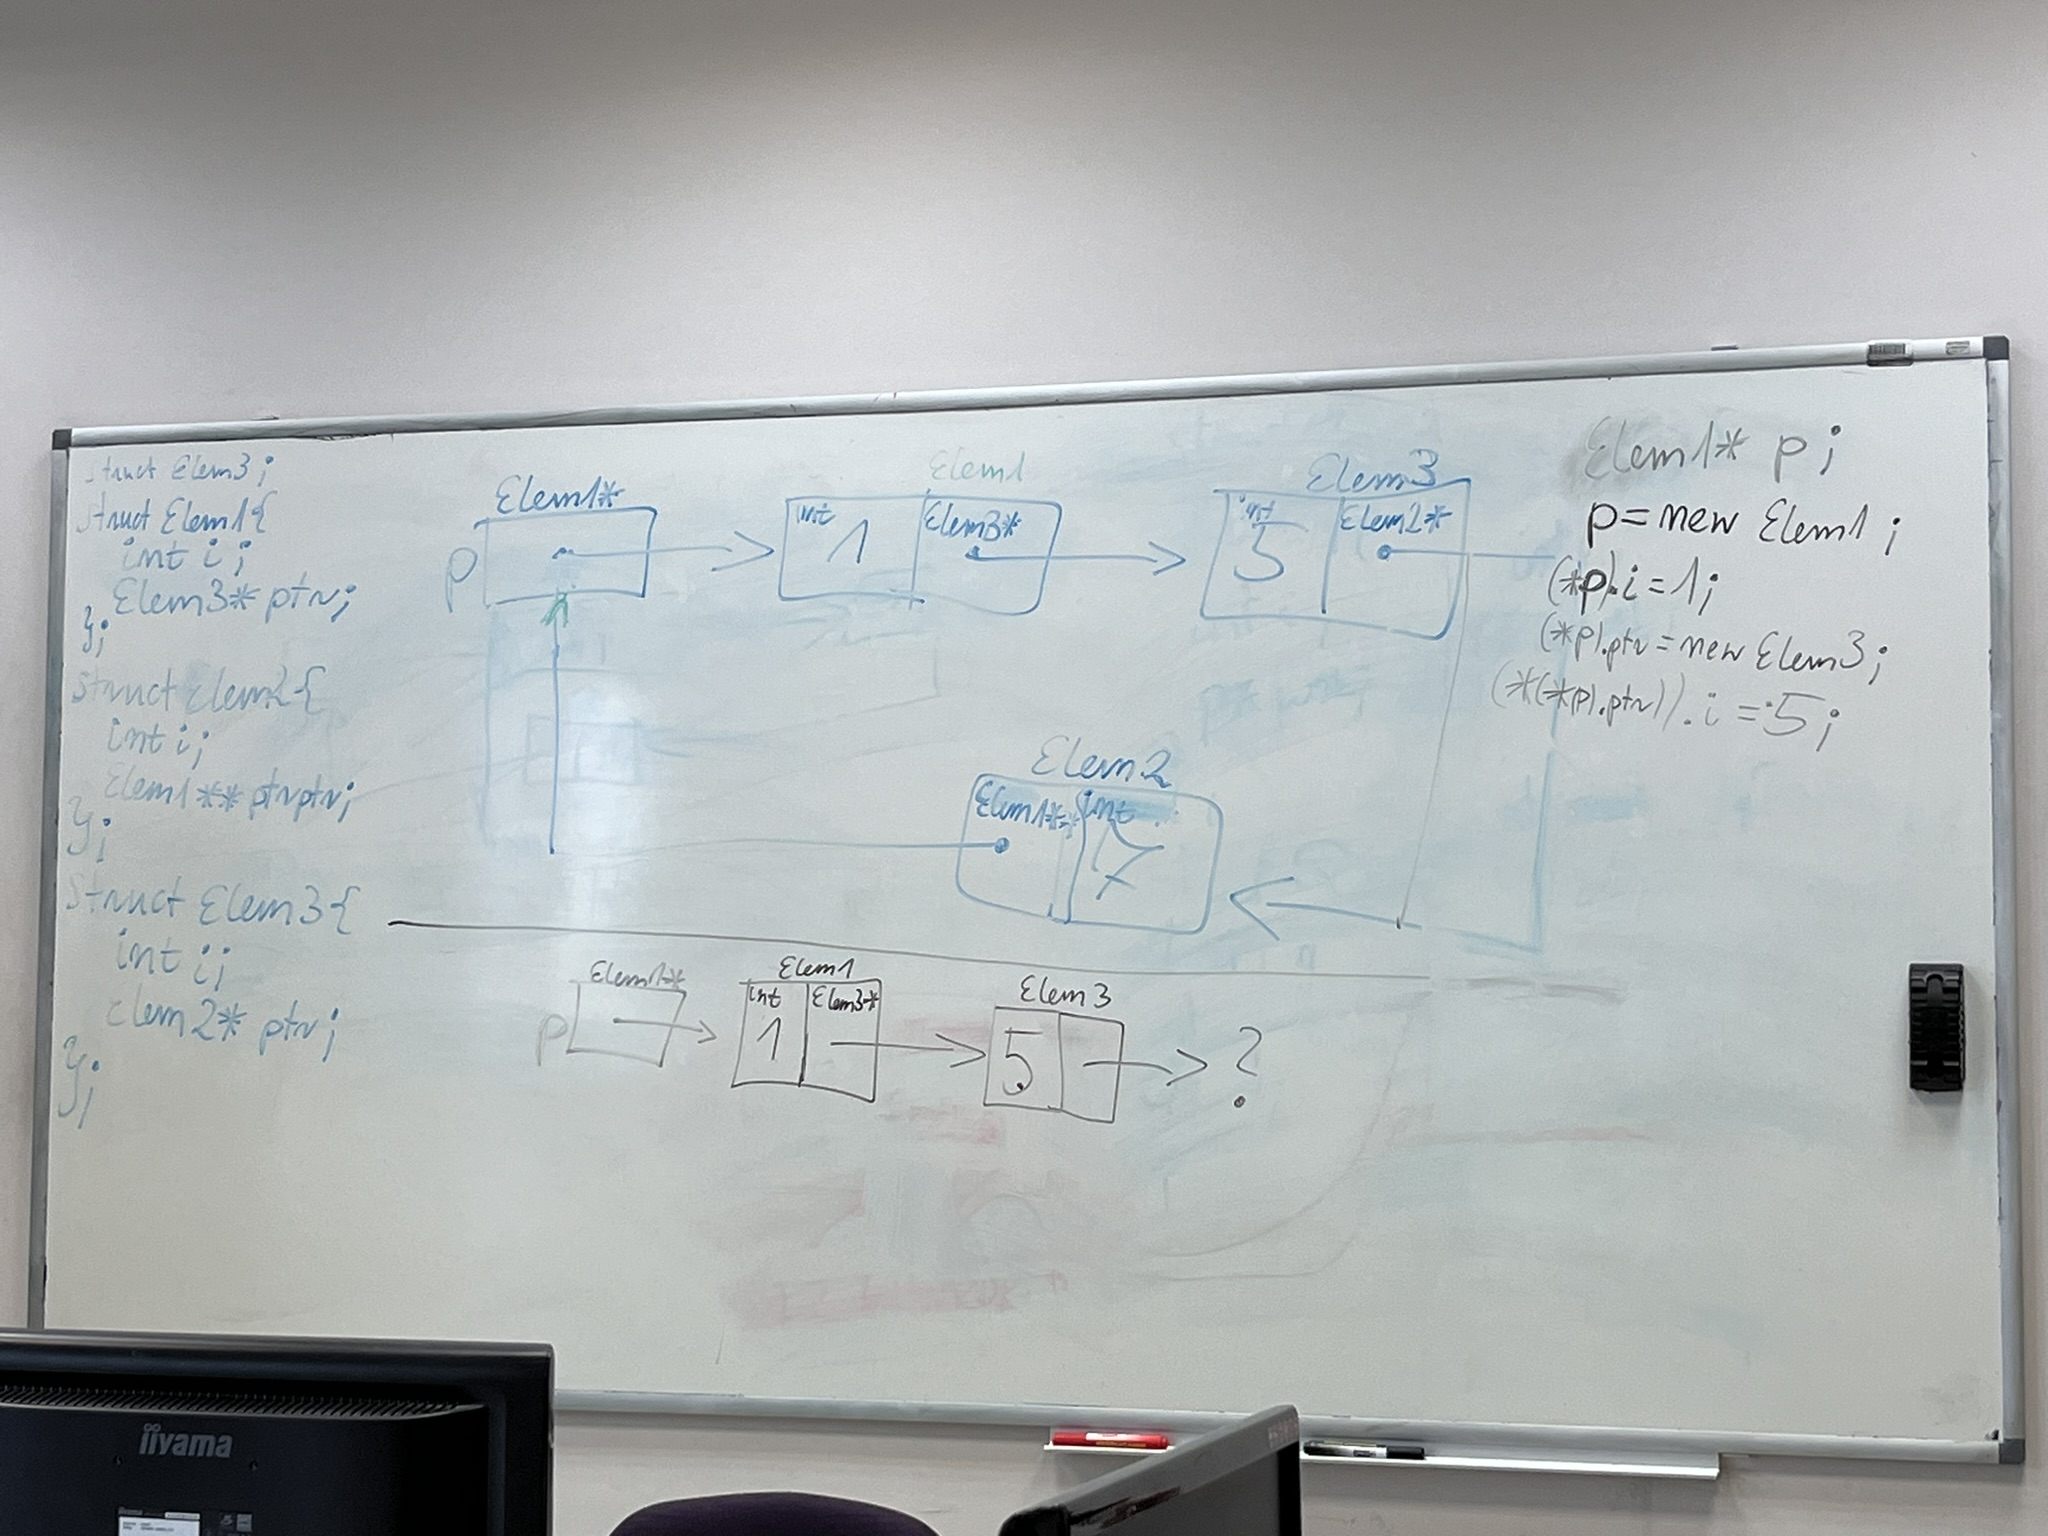 struct Elem3;
struct Elem1{
int i;
Elem3* ptr;
};
struct Elem2{
int i;
Elem1** ptrptr;
};
struct Elem3{
int i;
Elem2* ptr;
};
Elem1*
p
Elem1
int
1
Elem3*
Elem3
int
5
Elem2*
Elem2
Elem1**
int
7
Elem1* p;
p=new Elem1;
(*p).i=1;
(*p).ptr=new Elem3;
(*(*p).ptr)).i=5;
Elem1*
p
Elem1
int
1
Elem3*
Elem3
5
?
iiyama